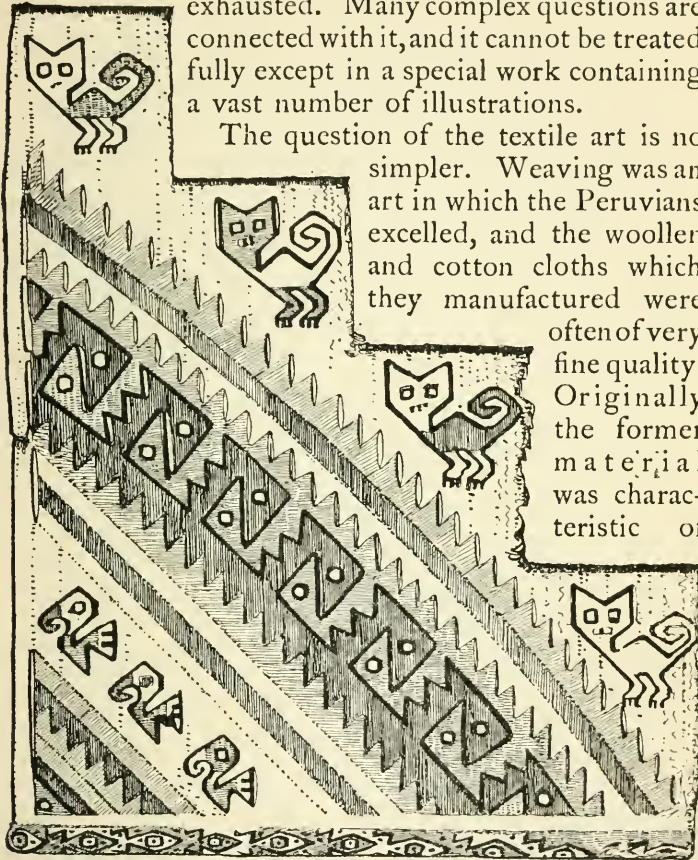 exhausted. Many complex questions are
connected with it, and it cannot be treated
fully except in a special work containing
a vast number of illustrations.
The question of the textile art is no
simpler. Weaving was an
art in which the Peruvians
excelled, and the woollen
and cotton cloths which
they manufactured were
often of very
fine quality
Originally
the former
materia
was charac-
teristic of